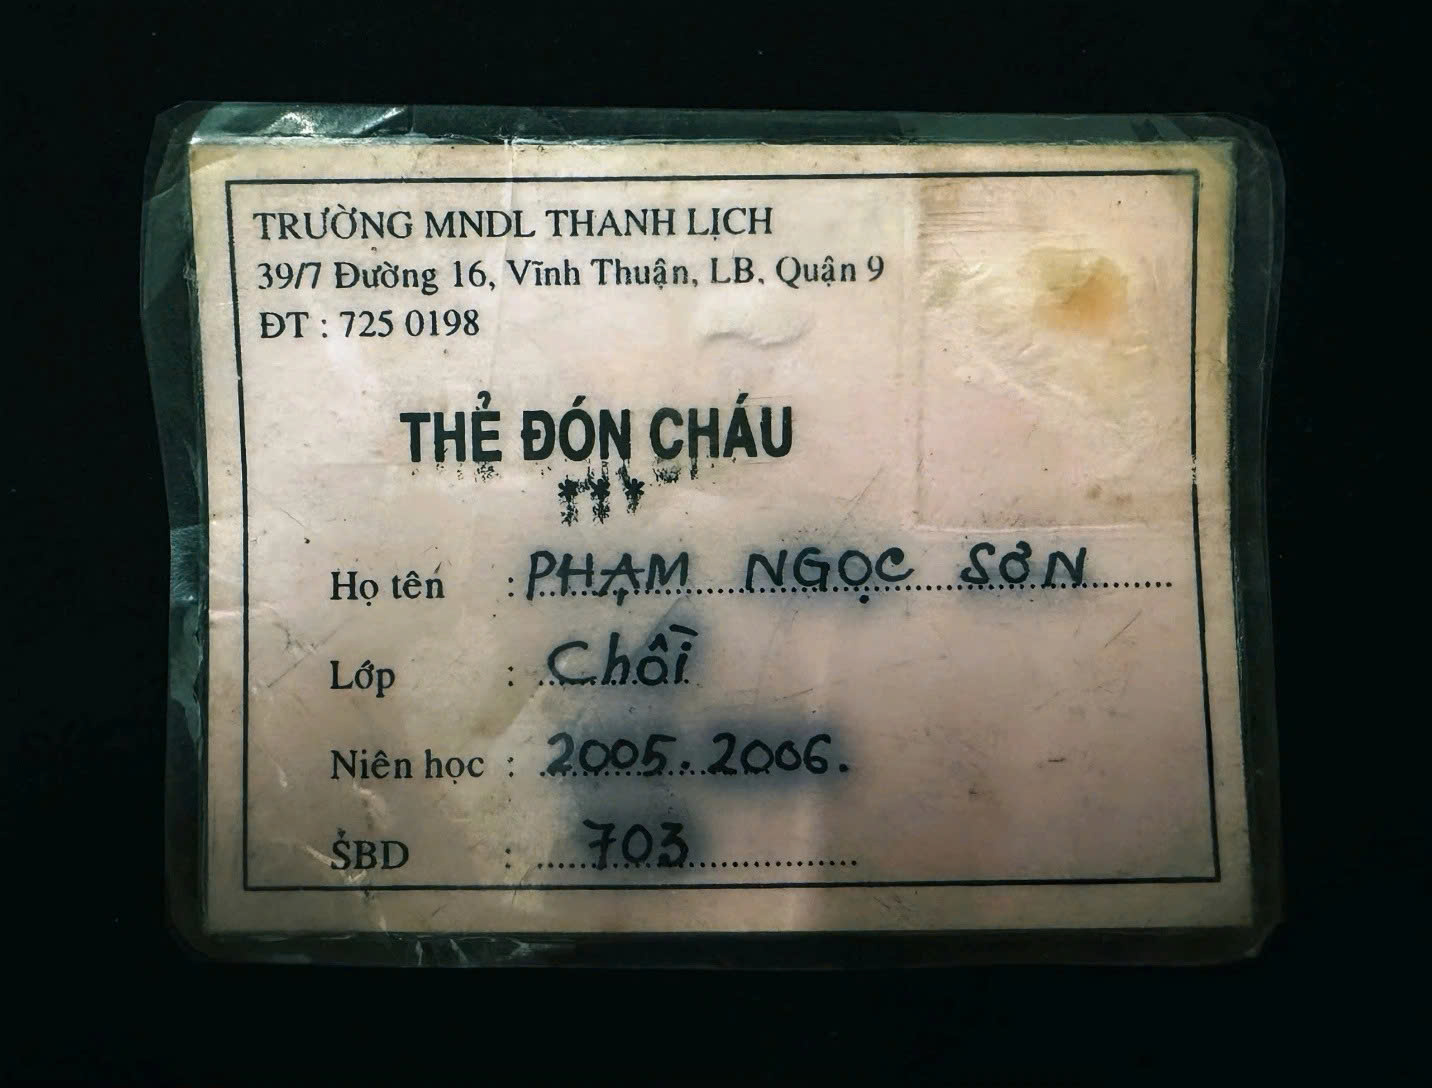 TRƯỜNG MNDL THANH LỊCH
39/7 Đường 16, Vĩnh Thuận, LB, Quận 9
ĐT : 725 0198
THẺ ĐÓN CHÁU
***
Họ tên : PHẠM NGỌC SƠN
Lớp : Chồi
Niên học : 2005.2006.
SBD : 703